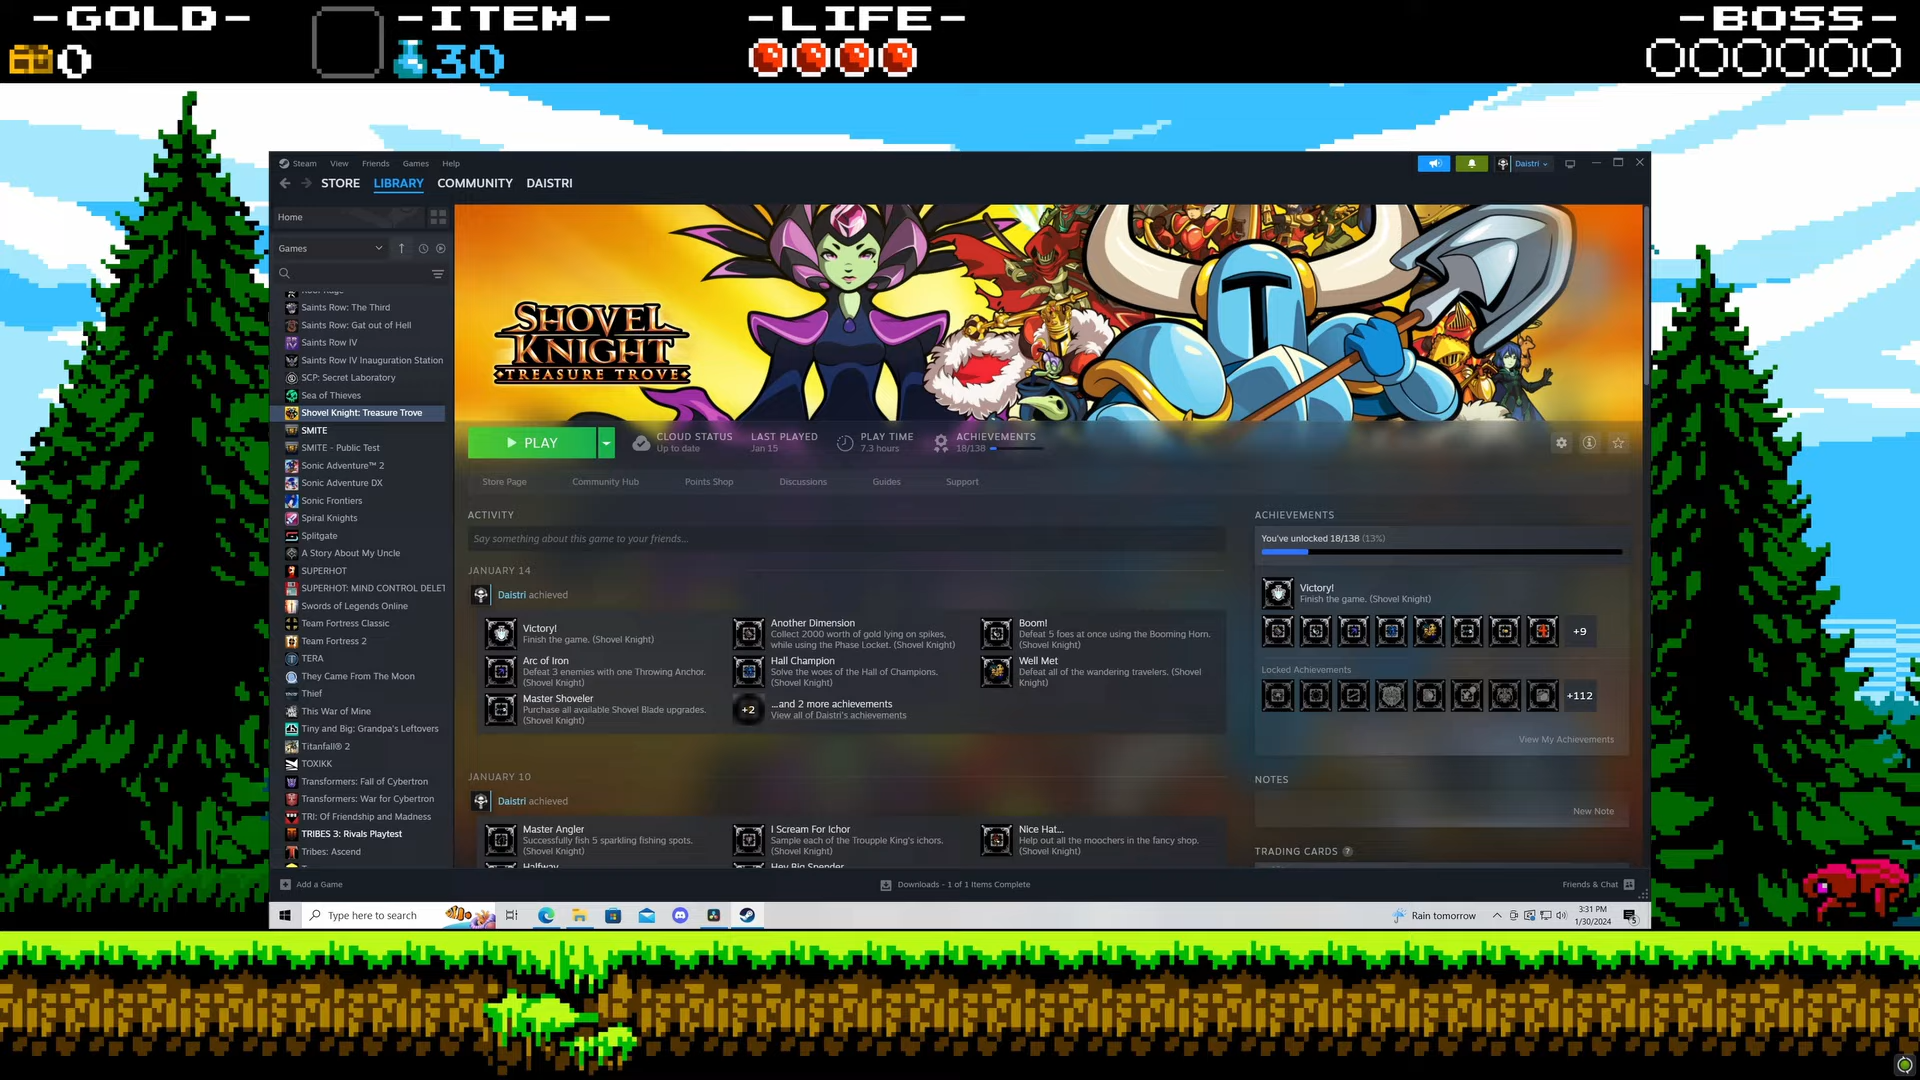 -GOLD-
0
-ITEM-
30
-LIFE-
-BOSS-
Steam View Friends Games Help
Daistri
STORE LIBRARY COMMUNITY DAISTRI
Home
Games
Saints Row: The Third
Saints Row: Gat out of Hell
Saints Row IV
Saints Row IV Inauguration Station
SCP: Secret Laboratory
Sea of Thieves
Shovel Knight: Treasure Trove
SMITE
SMITE - Public Test
Sonic Adventure™ 2
Sonic Adventure DX
Sonic Frontiers
Spiral Knights
Splitgate
A Story About My Uncle
SUPERHOT
SUPERHOT: MIND CONTROL DELET
Swords of Legends Online
Team Fortress Classic
Team Fortress 2
TERA
They Came From The Moon
Thief
This War of Mine
Tiny and Big: Grandpa's Leftovers
Titanfall® 2
TOXIKK
Transformers: Fall of Cybertron
Transformers: War for Cybertron
TRI: Of Friendship and Madness
TRIBES 3: Rivals Playtest
Tribes: Ascend
SHOVEL
KNIGHT
TREASURE TROVE
PLAY
CLOUD STATUS
Up to date
LAST PLAYED
Jan 15
PLAY TIME
7.3 hours
ACHIEVEMENTS
18/138
Store Page Community Hub Points Shop Discussions Guides Support
ACTIVITY
Say something about this game to your friends...
JANUARY 14
Daistri achieved
Victory!
Finish the game. (Shovel Knight)
Another Dimension
Collect 2000 worth of gold lying on spikes,
while using the Phase Locket. (Shovel Knight)
Boom!
Defeat 5 foes at once using the Booming Horn.
(Shovel Knight)
Arc of Iron
Defeat 3 enemies with one Throwing Anchor.
(Shovel Knight)
Hall Champion
Solve the woes of the Hall of Champions.
(Shovel Knight)
Well Met
Defeat all of the wandering travelers. (Shovel
Knight)
Master Shoveler
Purchase all available Shovel Blade upgrades.
(Shovel Knight)
+2
...and 2 more achievements
View all of Daistri's achievements
JANUARY 10
Daistri achieved
Master Angler
Successfully fish 5 sparkling fishing spots.
(Shovel Knight)
I Scream For Ichor
Sample each of the Troupple King's ichors.
(Shovel Knight)
Nice Hat...
Help out all the moochers in the fancy shop.
(Shovel Knight)
Halfway
Hey Big Spender
ACHIEVEMENTS
You've unlocked 18/138 (13%)
Victory!
Finish the game. (Shovel Knight)
+9
Locked Achievements
+112
View My Achievements
NOTES
New Note
TRADING CARDS ?
Add a Game
Downloads - 1 of 1 Items Complete
Friends & Chat
Type here to search
Rain tomorrow
3:31 PM
1/30/2024
5